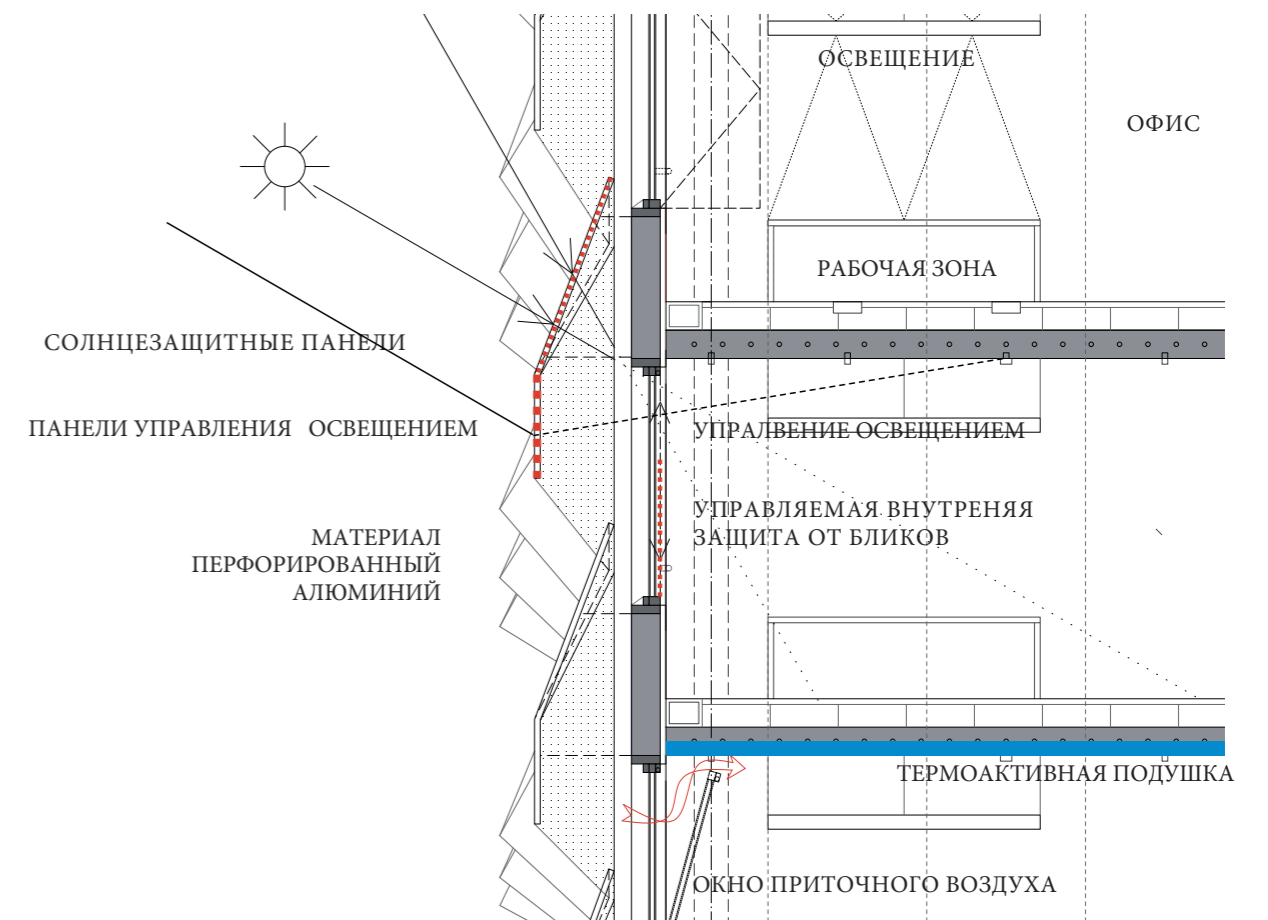 ОСВЕЩЕНИЕ
ОФИС
РАБОЧАЯ ЗОНА
СОЛНЦЕЗАЩИТНЫЕ ПАНЕЛИ
ПАНЕЛИ УПРАВЛЕНИЯ ОСВЕЩЕНИЕМ
УПРАЛВЕНИЕ ОСВЕЩЕНИЕМ
УПРАВЛЯЕМАЯ ВНУТРЕНЯЯ
ЗАЩИТА ОТ БЛИКОВ
МАТЕРИАЛ
ПЕРФОРИРОВАННЫЙ
АЛЮМИНИЙ
ТЕРМОАКТИВНАЯ ПОДУШКА
ОКНО ПРИТОЧНОГО ВОЗДУХА